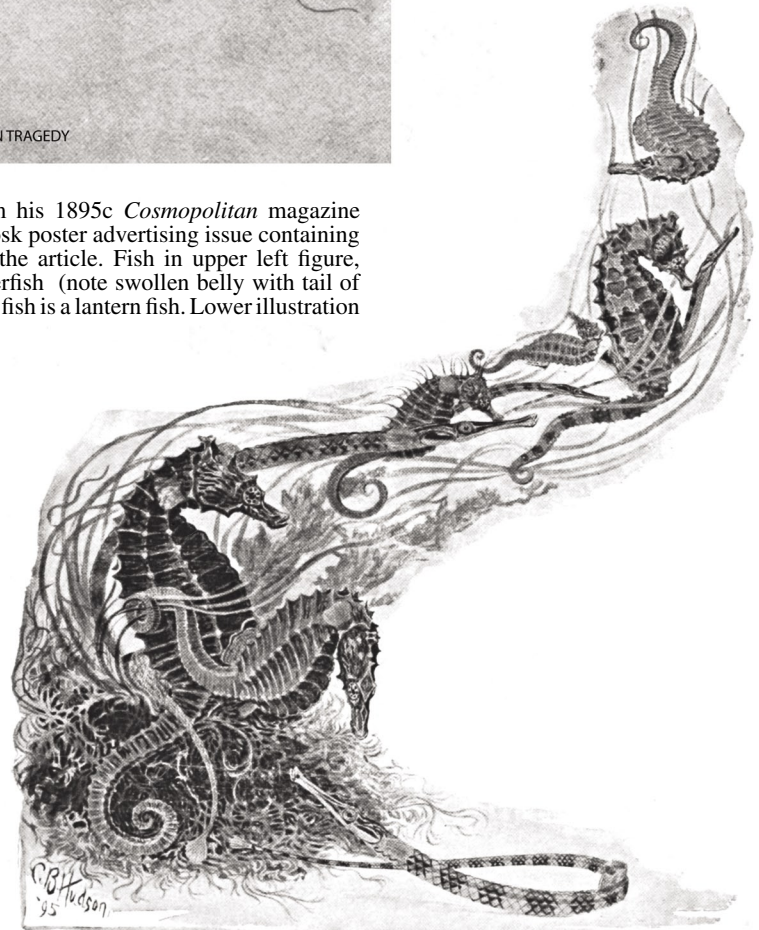 N TRAGEDY
n his 1895c Cosmopolitan magazine
osk poster advertising issue containing
the article. Fish in upper left figure,
erfish (note swollen belly with tail of
fish is a lantern fish. Lower illustration
C.B. Hudson
'95